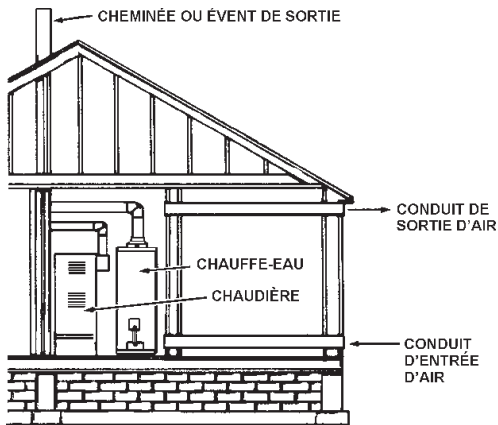 CHEMINÉE OU ÉVENT DE SORTIE
CONDUIT DE
SORTIE D'AIR
CHAUFFE-EAU
CHAUDIÈRE
CONDUIT
D'ENTRÉE
D'AIR